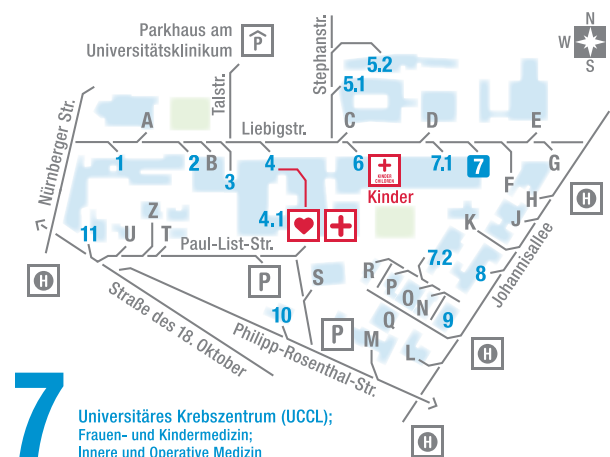 N
W
S
Parkhaus am
Universitätsklinikum
P
Stephanstr.
5.2
5.1
Talstr.
Nürnberger Str.
A
Liebigstr.
C
D
E
1
2
B
3
4
6
KINDER
CHILDREN
Kinder
7.1
7
F
G
H
H
J
K
4.1
Z
11
U
T
Paul-List-Str.
P
S
H
Straße des 18. Oktober
7.2
R
P
O
N
8
Johannisallee
9
10
Q
P
M
L
H
Philipp-Rosenthal-Str.
H
7
Universitäres Krebszentrum (UCCL);
Frauen- und Kindermedizin;
Innere und Operative Medizin